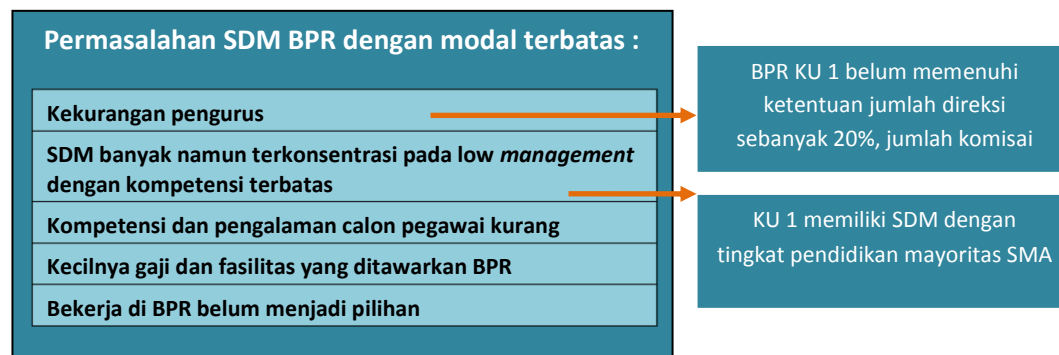 Permasalahan SDM BPR dengan modal terbatas :
Kekurangan pengurus
SDM banyak namun terkonsentrasi pada low management
dengan kompetensi terbatas
Kompetensi dan pengalaman calon pegawai kurang
Kecilnya gaji dan fasilitas yang ditawarkan BPR
Bekerja di BPR belum menjadi pilihan
BPR KU 1 belum memenuhi
ketentuan jumlah direksi
sebanyak 20%, jumlah komisai
KU 1 memiliki SDM dengan
tingkat pendidikan mayoritas SMA